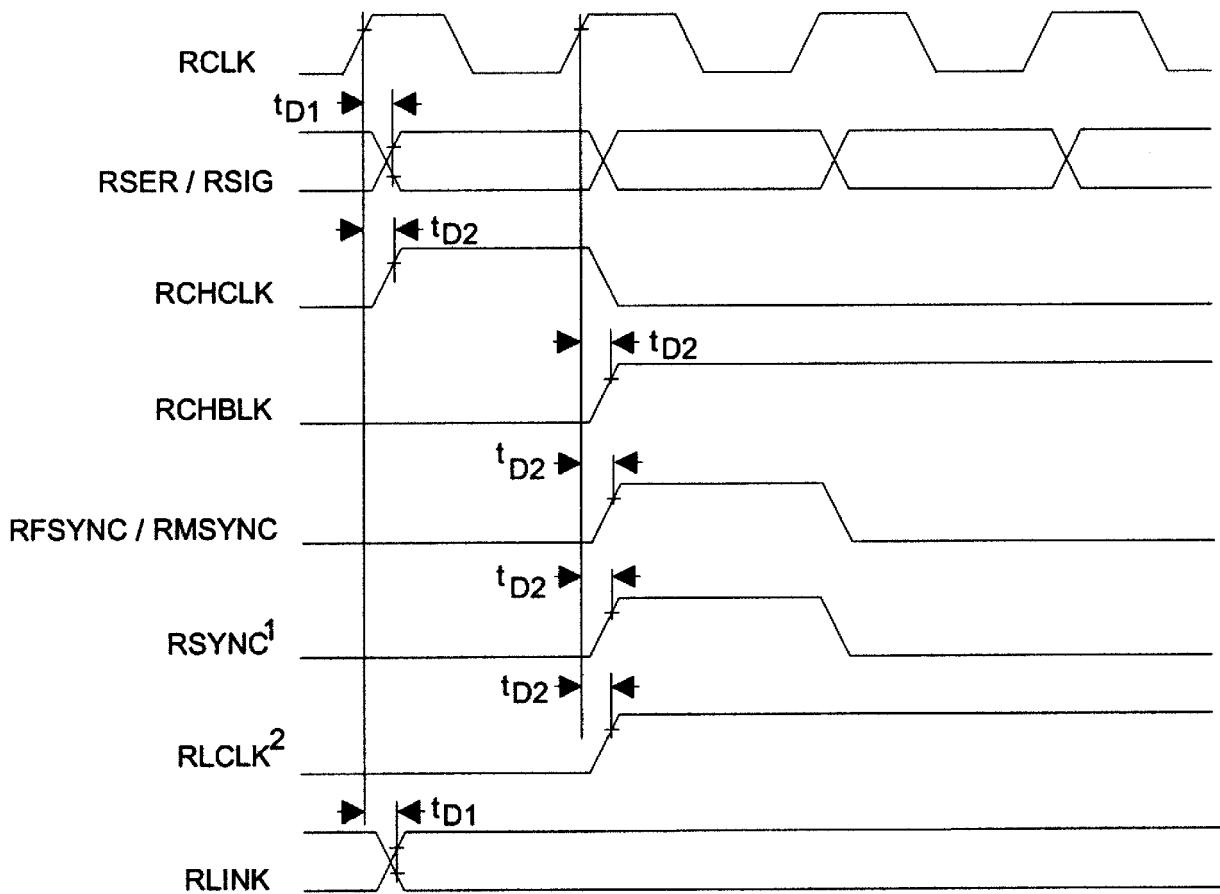 RCLK
tD1
RSER / RSIG
tD2
RCHCLK
tD2
RCHBLK
tD2
RFSYNC / RMSYNC
tD2
RSYNC1
tD2
RLCLK2
tD1
RLINK